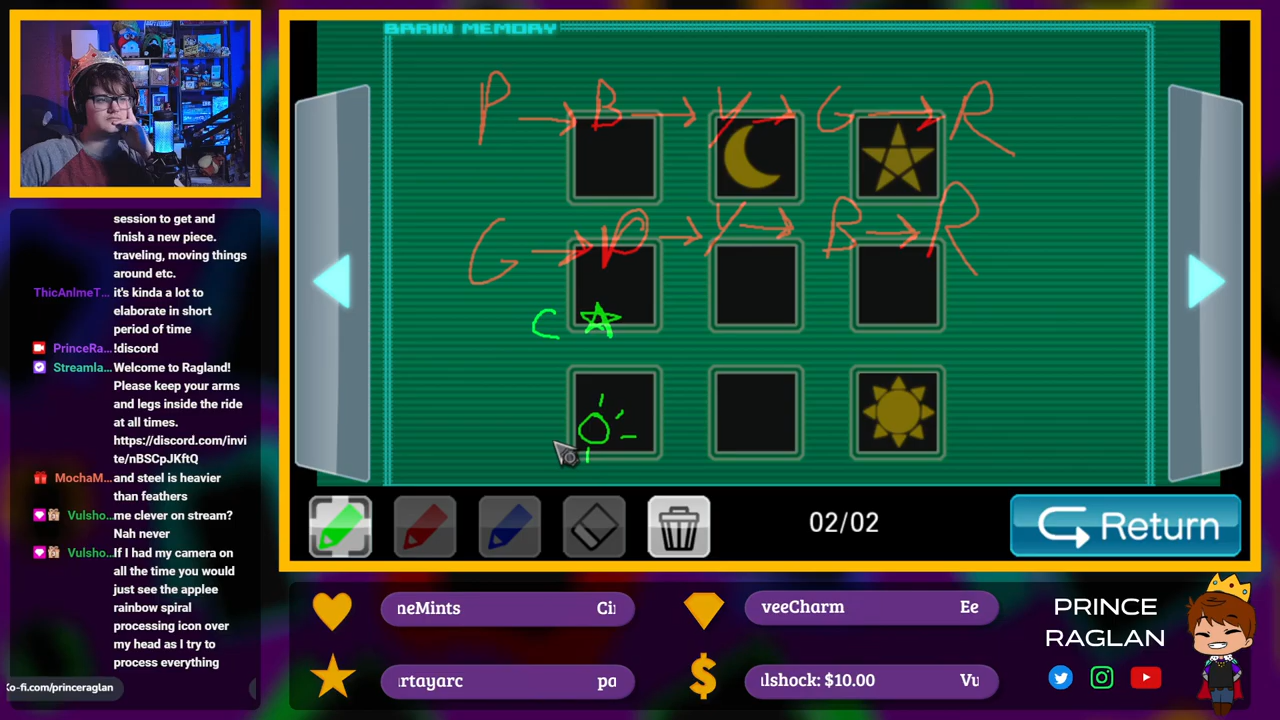 BRAIN MEMORY
P → B → Y → G → R
G → P → Y → B → R
C
session to get and
finish a new piece.
traveling, moving things
around etc.
ThicAnImeT... it's kinda a lot to
elaborate in short
period of time
PrinceRa... !discord
Streamla... Welcome to Ragland!
Please keep your arms
and legs inside the ride
at all times.
https://discord.com/invi
te/nBSCpJKftQ
MochaM... and steel is heavier
than feathers
Vulsho... me clever on stream?
Nah never
Vulsho... If I had my camera on
all the time you would
just see the applee
rainbow spiral
processing icon over
my head as I try to
process everything
Ko-fi.com/princeraglan
02/02
Return
neMints Ci
veeCharm Ee
rtayarc pa
ulshock: $10.00 Vu
PRINCE
RAGLAN